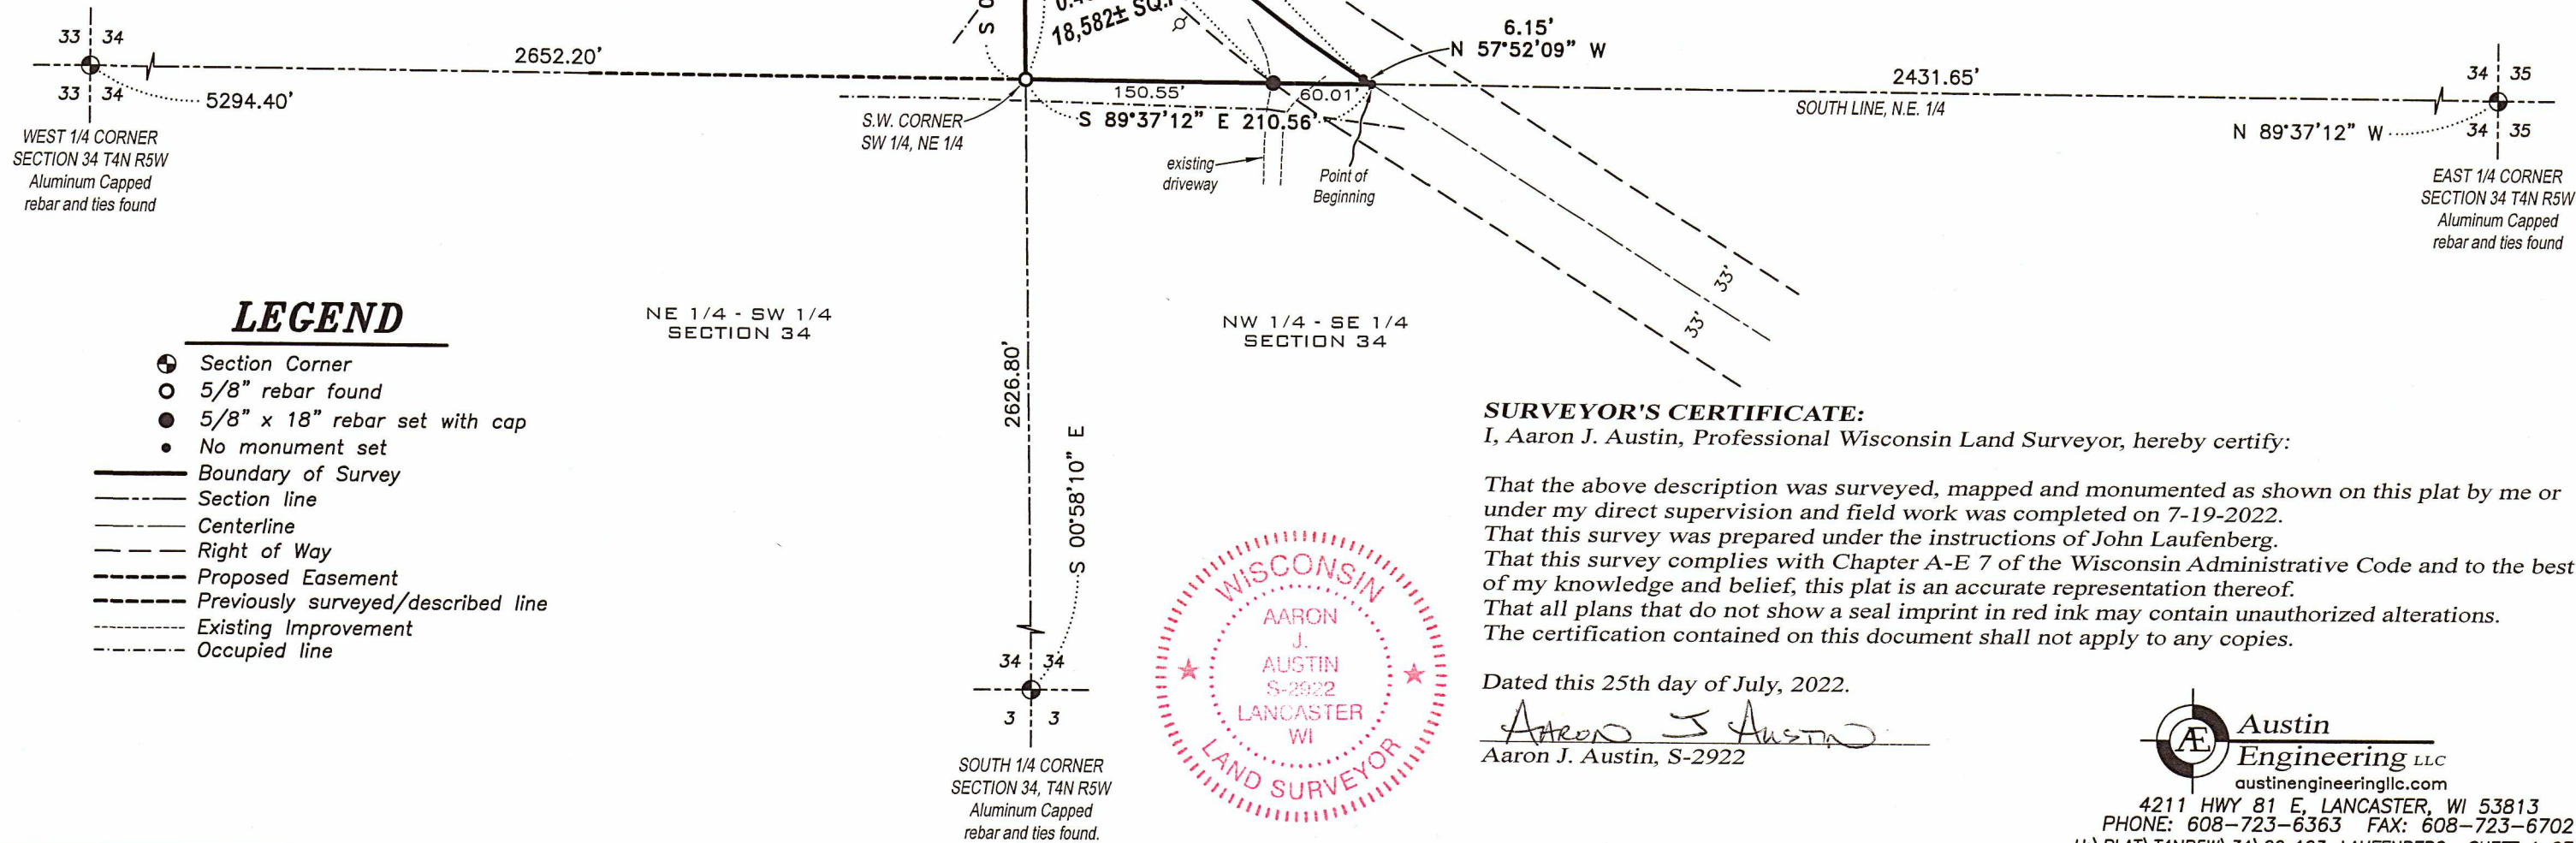 33 34
33 34
5294.40'
WEST 1/4 CORNER
SECTION 34 T4N R5W
Aluminum Capped
rebar and ties found
2652.20'
S 0
18,582± SQ.F
S.W. CORNER
SW 1/4, NE 1/4
150.55'
60.01'
S 89°37'12" E 210.56'
existing
driveway
Point of
Beginning
6.15'
N 57°52'09" W
2431.65'
SOUTH LINE, N.E. 1/4
34 35
34 35
N 89°37'12" W
EAST 1/4 CORNER
SECTION 34 T4N R5W
Aluminum Capped
rebar and ties found
33'
33'
NE 1/4 - SW 1/4
SECTION 34
NW 1/4 - SE 1/4
SECTION 34
2626.80'
S 00°58'10" E
34 34
3 3
SOUTH 1/4 CORNER
SECTION 34, T4N R5W
Aluminum Capped
rebar and ties found.
LEGEND
Section Corner
5/8" rebar found
5/8" x 18" rebar set with cap
No monument set
Boundary of Survey
Section line
Centerline
Right of Way
Proposed Easement
Previously surveyed/described line
Existing Improvement
Occupied line
WISCONSIN
AARON
J.
AUSTIN
S-2922
LANCASTER
WI
LAND SURVEYOR
SURVEYOR'S CERTIFICATE:
I, Aaron J. Austin, Professional Wisconsin Land Surveyor, hereby certify:
That the above description was surveyed, mapped and monumented as shown on this plat by me or
under my direct supervision and field work was completed on 7-19-2022.
That this survey was prepared under the instructions of John Laufenberg.
That this survey complies with Chapter A-E 7 of the Wisconsin Administrative Code and to the best
of my knowledge and belief, this plat is an accurate representation thereof.
That all plans that do not show a seal imprint in red ink may contain unauthorized alterations.
The certification contained on this document shall not apply to any copies.
Dated this 25th day of July, 2022.
AARON J AUSTIN
Aaron J. Austin, S-2922
AE
Austin
Engineering LLC
austinengineeringllc.com
4211 HWY 81 E, LANCASTER, WI 53813
PHONE: 608-723-6363 FAX: 608-723-6702